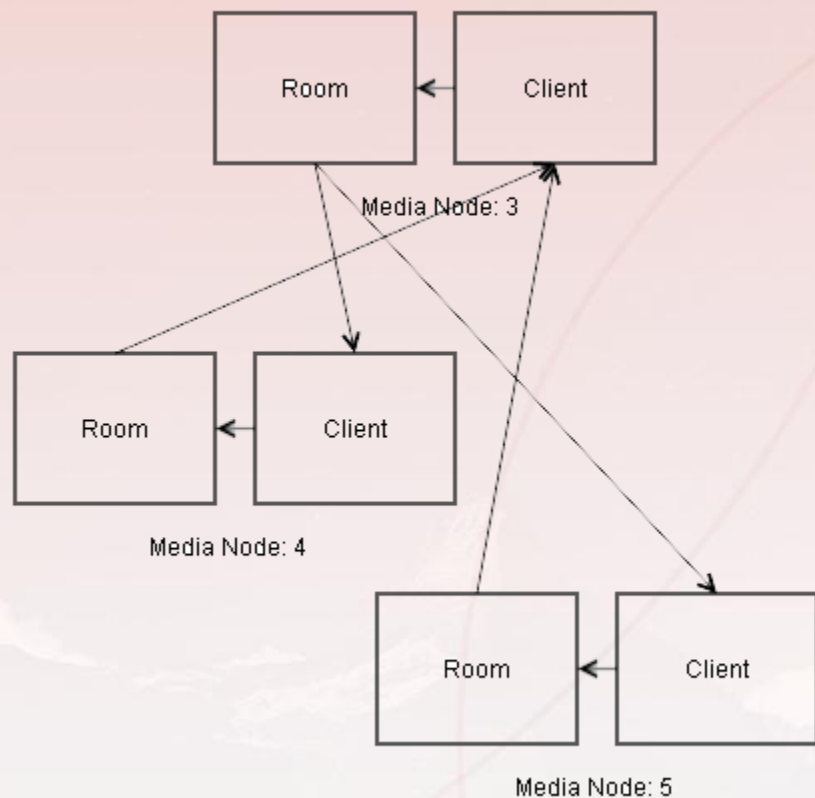 Room
Client
Media Node: 3
Room
Client
Media Node: 4
Room
Client
Media Node: 5